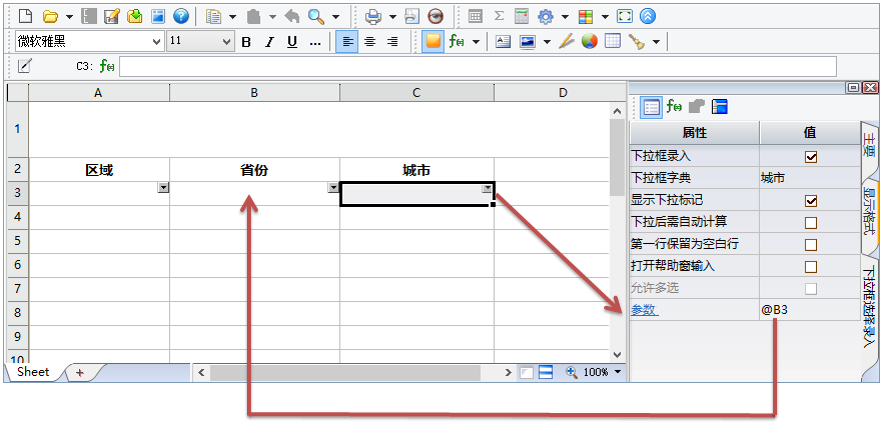 微软雅黑 11 B I U ...
C3: f(x)
A B C D
属性 值
1
2 区域 省份 城市
3
4
5
6
7
8
9
10
下拉框录入
下拉框字典 城市
显示下拉标记
下拉后需自动计算
第一行保留为空白行
打开帮助窗输入
允许多选
参数 @B3
主要
显示格式
下拉框选择录入
Sheet + 100%